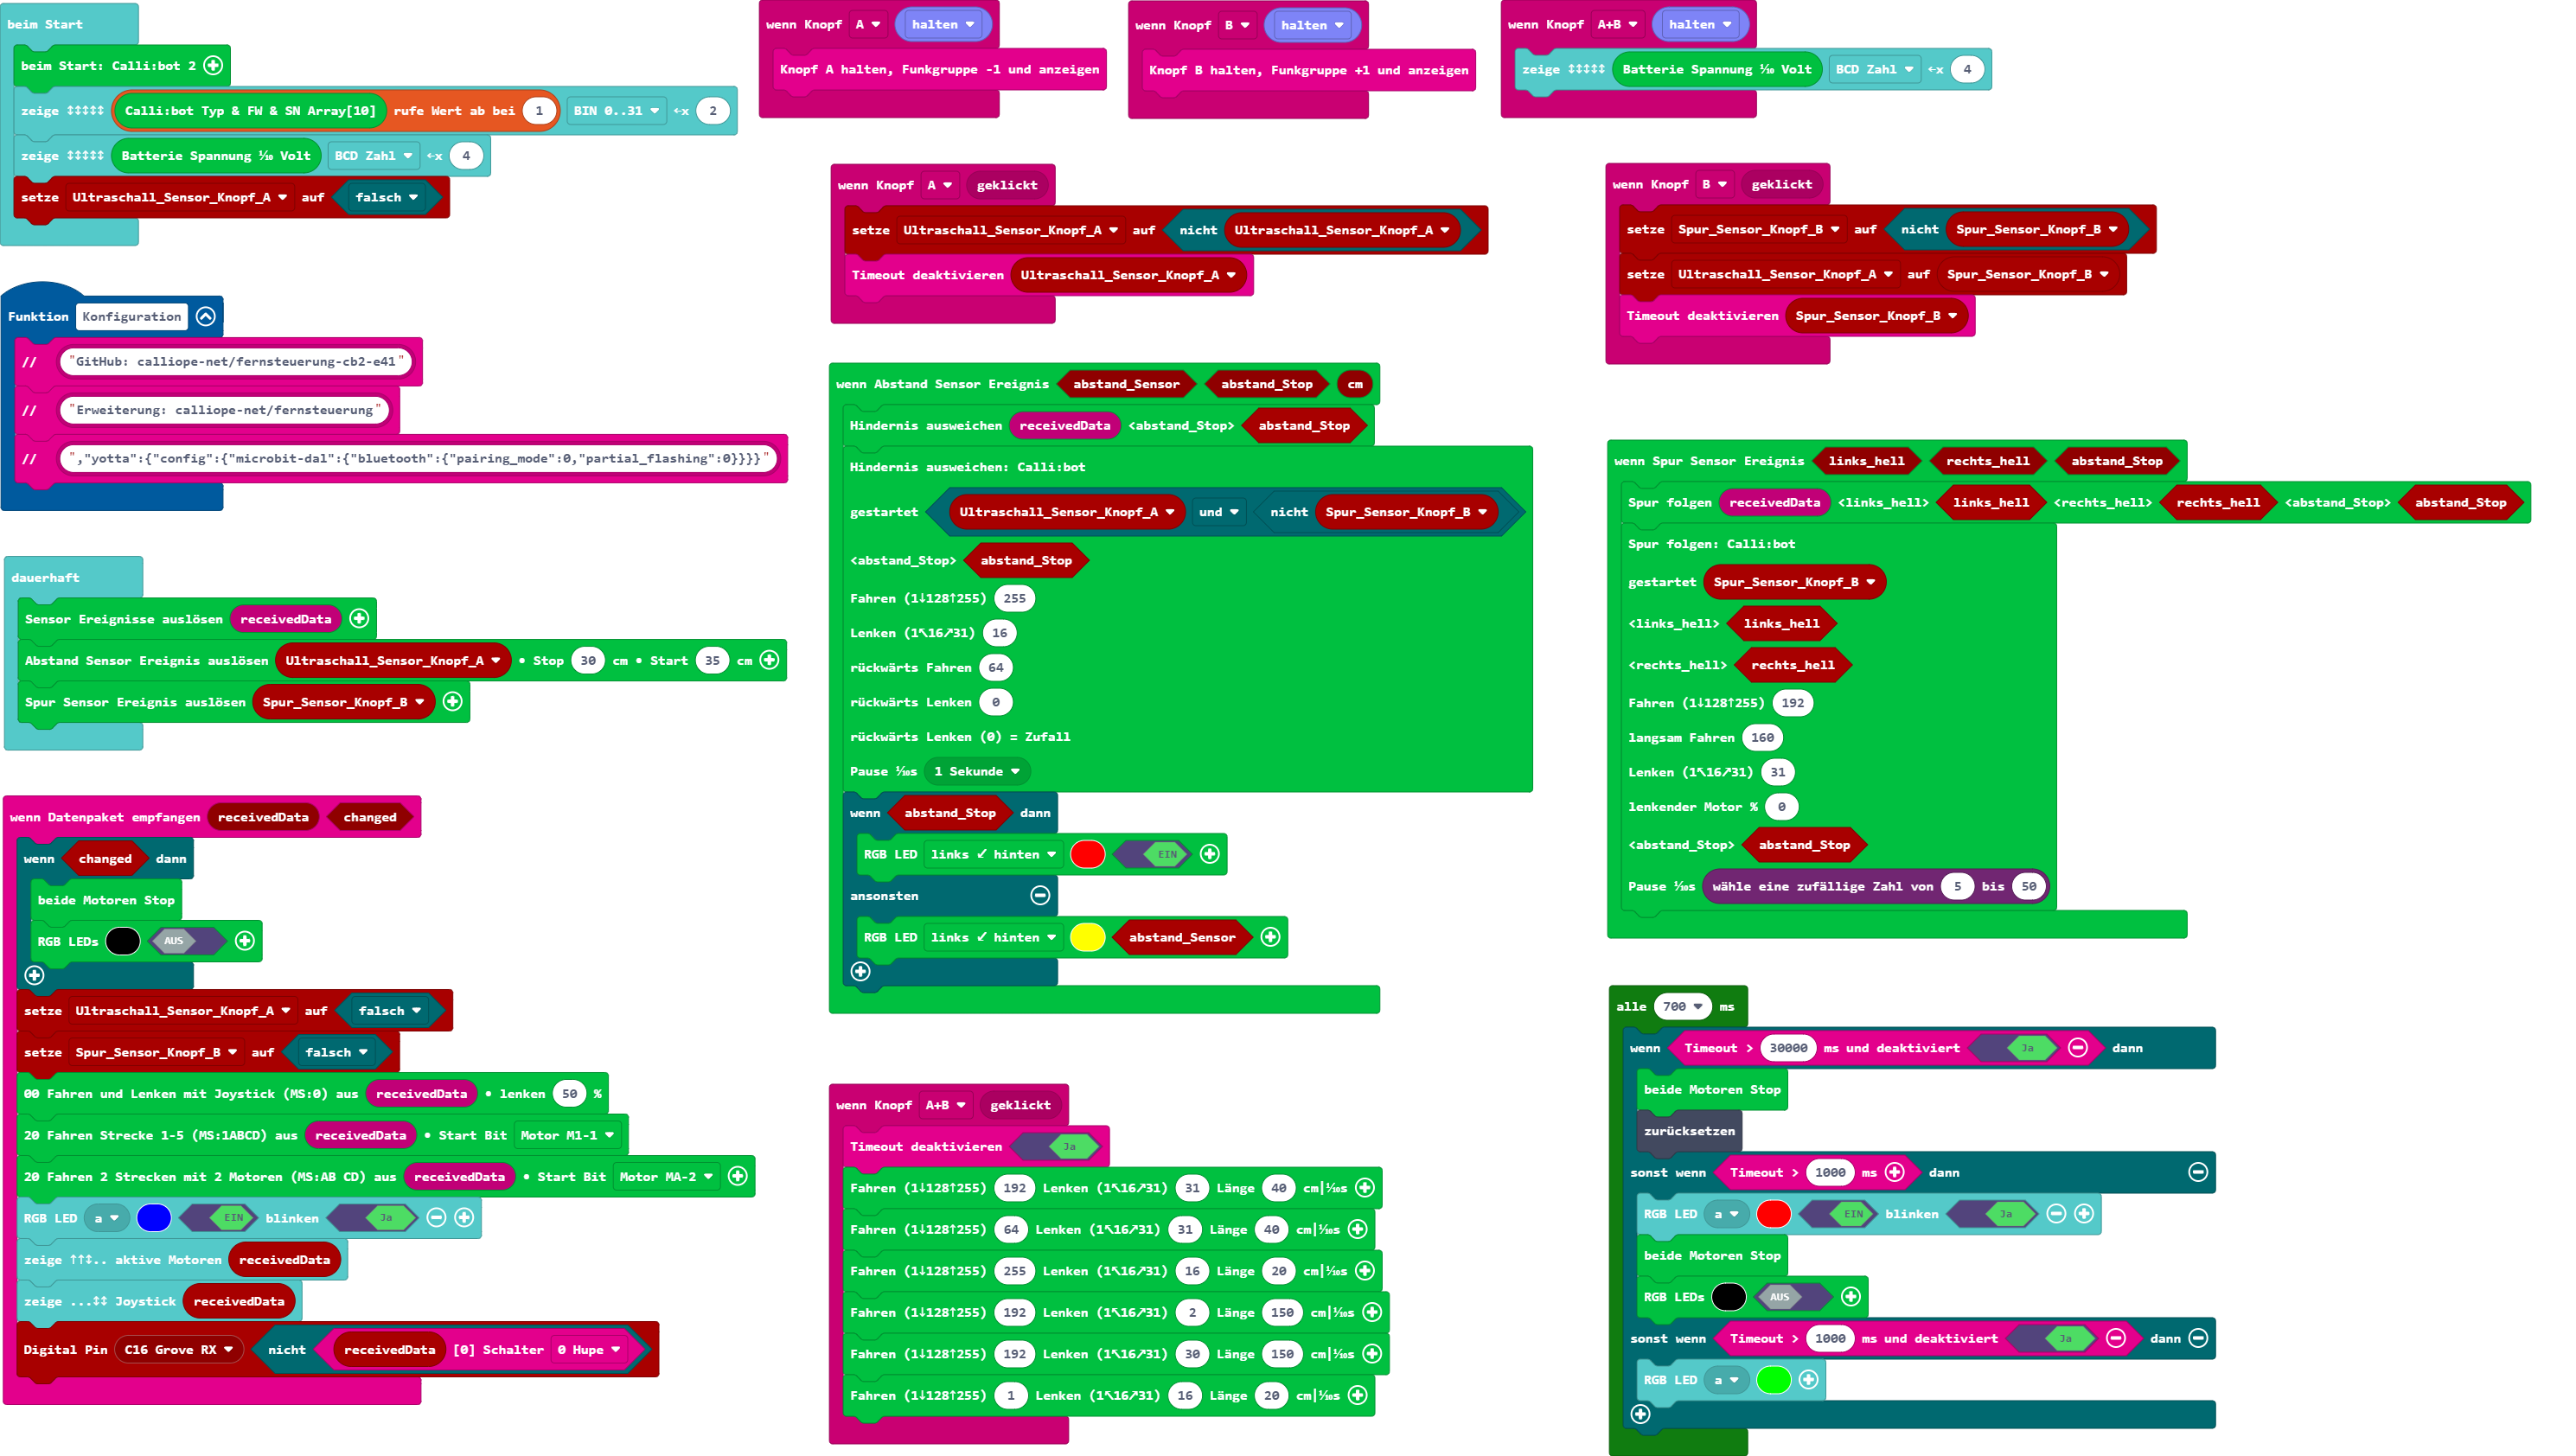 beim Start
beim Start: Calli:bot 2
zeige ↕↕↕↕↕ Calli:bot Typ & FW & SN Array[10] rufe Wert ab bei 1 BIN 0..31 ←x 2
zeige ↕↕↕↕↕ Batterie Spannung ⅒ Volt BCD Zahl ←x 4
setze Ultraschall_Sensor_Knopf_A auf falsch
Funktion Konfiguration
// "GitHub: calliope-net/fernsteuerung-cb2-e41"
// "Erweiterung: calliope-net/fernsteuerung"
// ","yotta":{"config":{"microbit-dal":{"bluetooth":{"pairing_mode":0,"partial_flashing":0}}}}"
dauerhaft
Sensor Ereignisse auslösen receivedData
Abstand Sensor Ereignis auslösen Ultraschall_Sensor_Knopf_A • Stop 30 cm • Start 35 cm
Spur Sensor Ereignis auslösen Spur_Sensor_Knopf_B
wenn Datenpaket empfangen receivedData changed
wenn changed dann
beide Motoren Stop
RGB LEDs AUS
setze Ultraschall_Sensor_Knopf_A auf falsch
setze Spur_Sensor_Knopf_B auf falsch
00 Fahren und Lenken mit Joystick (MS:0) aus receivedData • lenken 50 %
20 Fahren Strecke 1-5 (MS:1ABCD) aus receivedData • Start Bit Motor M1-1
20 Fahren 2 Strecken mit 2 Motoren (MS:AB CD) aus receivedData • Start Bit Motor MA-2
RGB LED a EIN blinken Ja
zeige ↑↑↕.. aktive Motoren receivedData
zeige ...↕↕ Joystick receivedData
Digital Pin C16 Grove RX nicht receivedData [0] Schalter 0 Hupe
wenn Knopf A halten
Knopf A halten, Funkgruppe -1 und anzeigen
wenn Knopf B halten
Knopf B halten, Funkgruppe +1 und anzeigen
wenn Knopf A+B halten
zeige ↕↕↕↕↕ Batterie Spannung ⅒ Volt BCD Zahl ←x 4
wenn Knopf A geklickt
setze Ultraschall_Sensor_Knopf_A auf nicht Ultraschall_Sensor_Knopf_A
Timeout deaktivieren Ultraschall_Sensor_Knopf_A
wenn Knopf B geklickt
setze Spur_Sensor_Knopf_B auf nicht Spur_Sensor_Knopf_B
setze Ultraschall_Sensor_Knopf_A auf Spur_Sensor_Knopf_B
Timeout deaktivieren Spur_Sensor_Knopf_B
wenn Abstand Sensor Ereignis abstand_Sensor abstand_Stop cm
Hindernis ausweichen receivedData <abstand_Stop> abstand_Stop
Hindernis ausweichen: Calli:bot
gestartet Ultraschall_Sensor_Knopf_A und nicht Spur_Sensor_Knopf_B
<abstand_Stop> abstand_Stop
Fahren (1↓128↑255) 255
Lenken (1↖16↗31) 16
rückwärts Fahren 64
rückwärts Lenken 0
rückwärts Lenken (0) = Zufall
Pause ⅒s 1 Sekunde
wenn abstand_Stop dann
RGB LED links ↙ hinten EIN
ansonsten
RGB LED links ↙ hinten abstand_Sensor
wenn Knopf A+B geklickt
Timeout deaktivieren Ja
Fahren (1↓128↑255) 192 Lenken (1↖16↗31) 31 Länge 40 cm|⅒s
Fahren (1↓128↑255) 64 Lenken (1↖16↗31) 31 Länge 40 cm|⅒s
Fahren (1↓128↑255) 255 Lenken (1↖16↗31) 16 Länge 20 cm|⅒s
Fahren (1↓128↑255) 192 Lenken (1↖16↗31) 2 Länge 150 cm|⅒s
Fahren (1↓128↑255) 192 Lenken (1↖16↗31) 30 Länge 150 cm|⅒s
Fahren (1↓128↑255) 1 Lenken (1↖16↗31) 16 Länge 20 cm|⅒s
wenn Spur Sensor Ereignis links_hell rechts_hell abstand_Stop
Spur folgen receivedData <links_hell> links_hell <rechts_hell> rechts_hell <abstand_Stop> abstand_Stop
Spur folgen: Calli:bot
gestartet Spur_Sensor_Knopf_B
<links_hell> links_hell
<rechts_hell> rechts_hell
Fahren (1↓128↑255) 192
langsam Fahren 160
Lenken (1↖16↗31) 31
lenkender Motor % 0
<abstand_Stop> abstand_Stop
Pause ⅒s wähle eine zufällige Zahl von 5 bis 50
alle 700 ms
wenn Timeout > 30000 ms und deaktiviert Ja dann
beide Motoren Stop
zurücksetzen
sonst wenn Timeout > 1000 ms dann
RGB LED a EIN blinken Ja
beide Motoren Stop
RGB LEDs AUS
sonst wenn Timeout > 1000 ms und deaktiviert Ja dann
RGB LED a